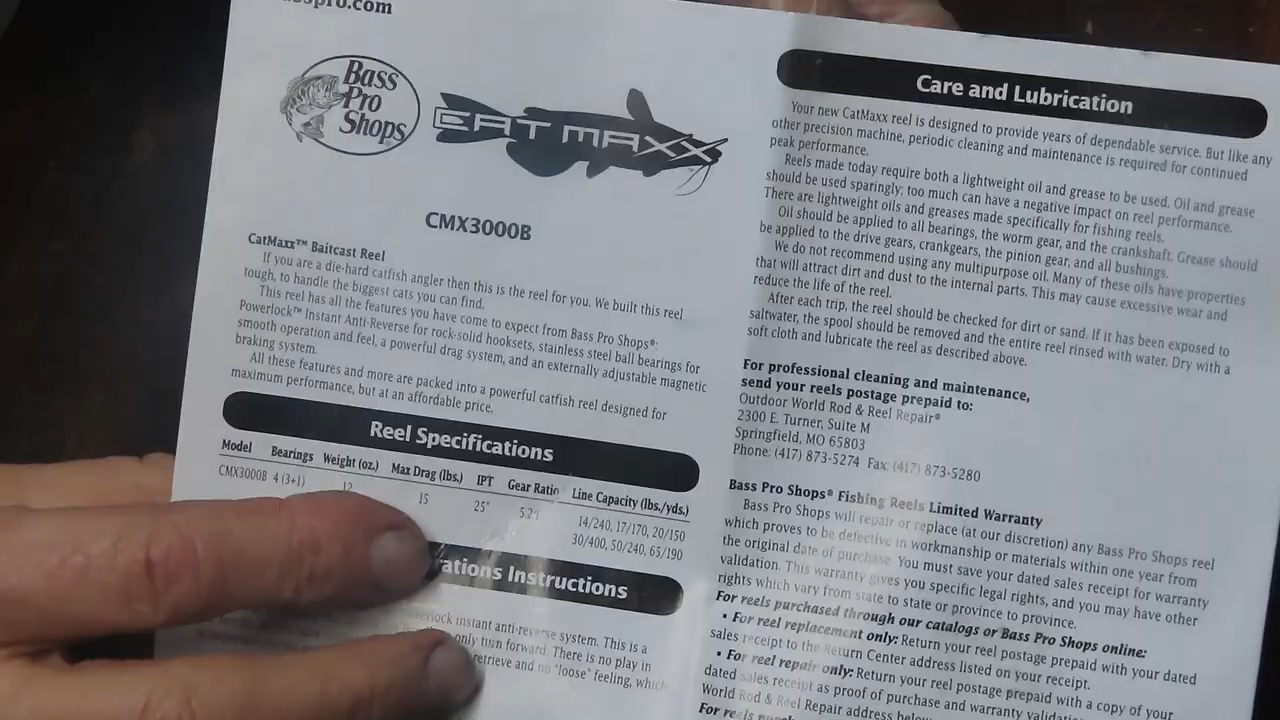 asspro.com
Bass
Pro
Shops
CATMAXX™
CMX3000B
CatMaxx™ Baitcast Reel
If you are a die-hard catfish angler then this is the reel for you. We built this reel
tough, to handle the biggest cats you can find.
This reel has all the features you have come to expect from Bass Pro Shops®.
Powerlock™ Instant Anti-Reverse for rock-solid hooksets, stainless steel ball bearings for
smooth operation and feel, a powerful drag system, and an externally adjustable magnetic
braking system.
All these features and more are packed into a powerful catfish reel designed for
maximum performance, but at an affordable price.
Reel Specifications
Model Bearings Weight (oz.) Max Drag (lbs.) IPT Gear Ratio Line Capacity (lbs./yds.)
CMX3000B 4 (3+1) 12 15 25" 5.2:1 14/240, 17/170, 20/150
30/400, 50/240, 65/190
ations Instructions
erlock instant anti-reverse system. This is a
only turn forward. There is no play in
retrieve and no "loose" feeling, which
Care and Lubrication
Your new CatMaxx reel is designed to provide years of dependable service. But like any
other precision machine, periodic cleaning and maintenance is required for continued
peak performance.
Reels made today require both a lightweight oil and grease to be used. Oil and grease
should be used sparingly; too much can have a negative impact on reel performance.
There are lightweight oils and greases made specifically for fishing reels.
Oil should be applied to all bearings, the worm gear, and the crankshaft. Grease should
be applied to the drive gears, crankgears, the pinion gear, and all bushings.
We do not recommend using any multipurpose oil. Many of these oils have properties
that will attract dirt and dust to the internal parts. This may cause excessive wear and
reduce the life of the reel.
After each trip, the reel should be checked for dirt or sand. If it has been exposed to
saltwater, the spool should be removed and the entire reel rinsed with water. Dry with a
soft cloth and lubricate the reel as described above.
For professional cleaning and maintenance,
send your reels postage prepaid to:
Outdoor World Rod & Reel Repair®
2300 E. Turner, Suite M
Springfield, MO 65803
Phone: (417) 873-5274 Fax: (417) 873-5280
Bass Pro Shops® Fishing Reels Limited Warranty
Bass Pro Shops will repair or replace (at our discretion) any Bass Pro Shops reel
which proves to be defective in workmanship or materials within one year from
the original date of purchase. You must save your dated sales receipt for warranty
validation. This warranty gives you specific legal rights, and you may have other
rights which vary from state to state or province to province.
For reels purchased through our catalogs or Bass Pro Shops online:
• For reel replacement only: Return your reel postage prepaid with your dated
sales receipt to the Return Center address listed on your receipt.
• For reel repair only: Return your reel postage prepaid with a copy of your
dated sales receipt as proof of purchase and warranty validation
World Rod & Reel Repair address below
For reels